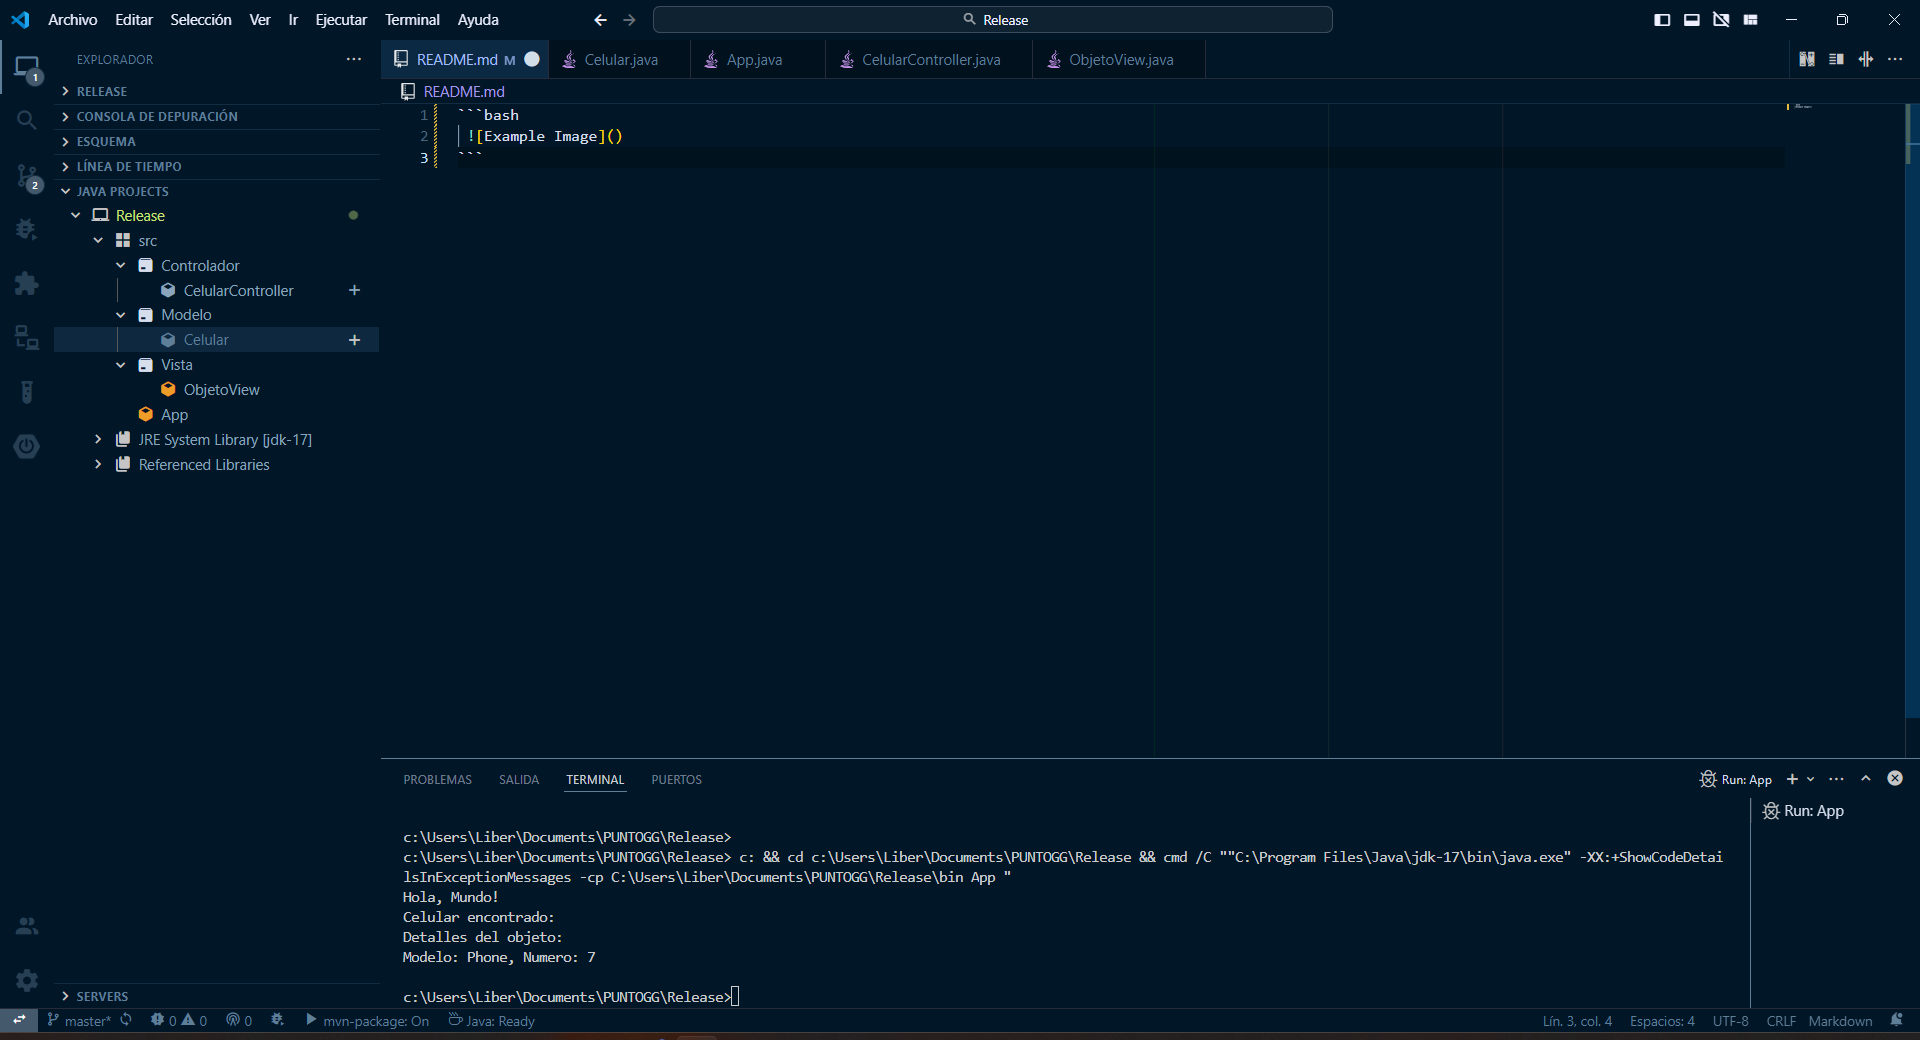 Archivo Editar Selección Ver Ir Ejecutar Terminal Ayuda
Release
EXPLORADOR
README.md M
Celular.java
App.java
CelularController.java
ObjetoView.java
1
RELEASE
README.md
CONSOLA DE DEPURACIÓN
ESQUEMA
LÍNEA DE TIEMPO
2
JAVA PROJECTS
Release
src
Controlador
CelularController
Modelo
Celular
Vista
ObjetoView
App
JRE System Library [jdk-17]
Referenced Libraries
1 ```bash
2 ![Example Image]()
3 ```
PROBLEMAS SALIDA TERMINAL PUERTOS
Run: App
Run: App
c:\Users\Liber\Documents\PUNTOGG\Release>
c:\Users\Liber\Documents\PUNTOGG\Release> c: && cd c:\Users\Liber\Documents\PUNTOGG\Release && cmd /C ""C:\Program Files\Java\jdk-17\bin\java.exe" -XX:+ShowCodeDetai
lsInExceptionMessages -cp C:\Users\Liber\Documents\PUNTOGG\Release\bin App "
Hola, Mundo!
Celular encontrado:
Detalles del objeto:
Modelo: Phone, Numero: 7
c:\Users\Liber\Documents\PUNTOGG\Release>
SERVERS
master* 0 0 0 mvn-package: On Java: Ready
Lín. 3, col. 4 Espacios: 4 UTF-8 CRLF Markdown